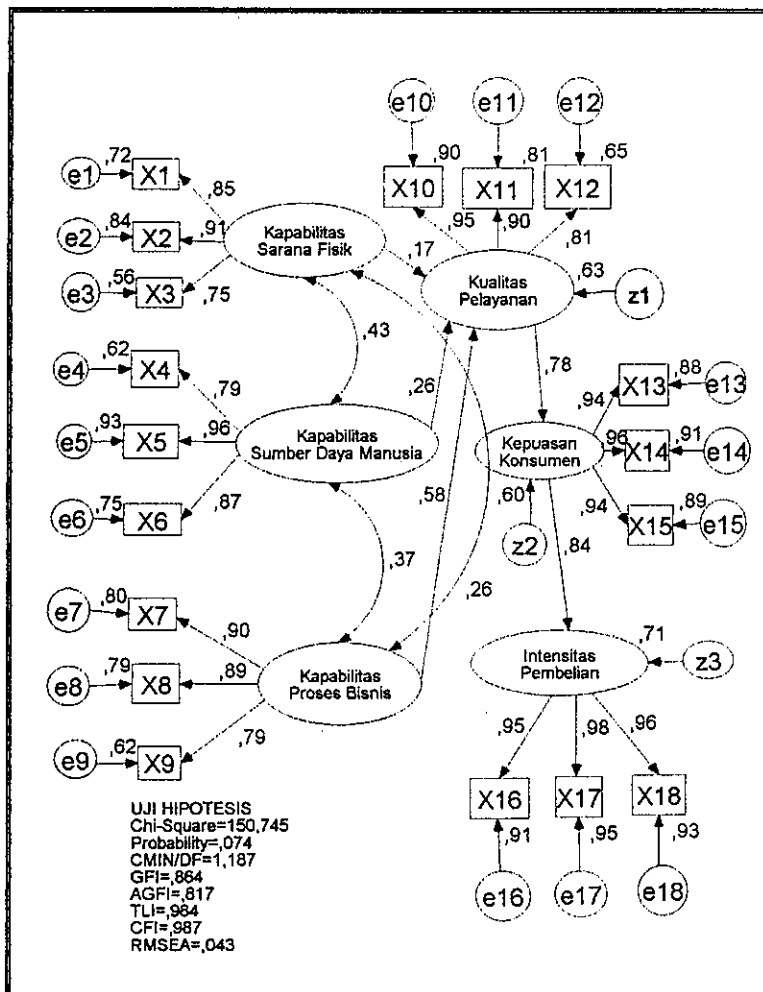 e10
e11
e12
,90
,81
,65
X10
X11
X12
,95
,90
,81
e1
,72
X1
,85
e2
,84
X2
,91
e3
,56
X3
,75
Kapabilitas
Sarana Fisik
,17
Kualitas
Pelayanan
,63
z1
,43
e4
,62
X4
,79
e5
,93
X5
,96
e6
,75
X6
,87
Kapabilitas
Sumber Daya Manusia
,26
,78
Kepuasan
Konsumen
,94
X13
,88
e13
,96
X14
,91
e14
,94
X15
,89
e15
,60
z2
,58
,84
,37
,26
e7
,80
X7
,90
e8
,79
X8
,89
e9
,62
X9
,79
Kapabilitas
Proses Bisnis
Intensitas
Pembelian
,71
z3
,95
,98
,96
X16
X17
X18
,91
,95
,93
e16
e17
e18
UJI HIPOTESIS
Chi-Square=150,745
Probability=,074
CMIN/DF=1,187
GFI=,864
AGFI=,817
TLI=,984
CFI=,987
RMSEA=,043